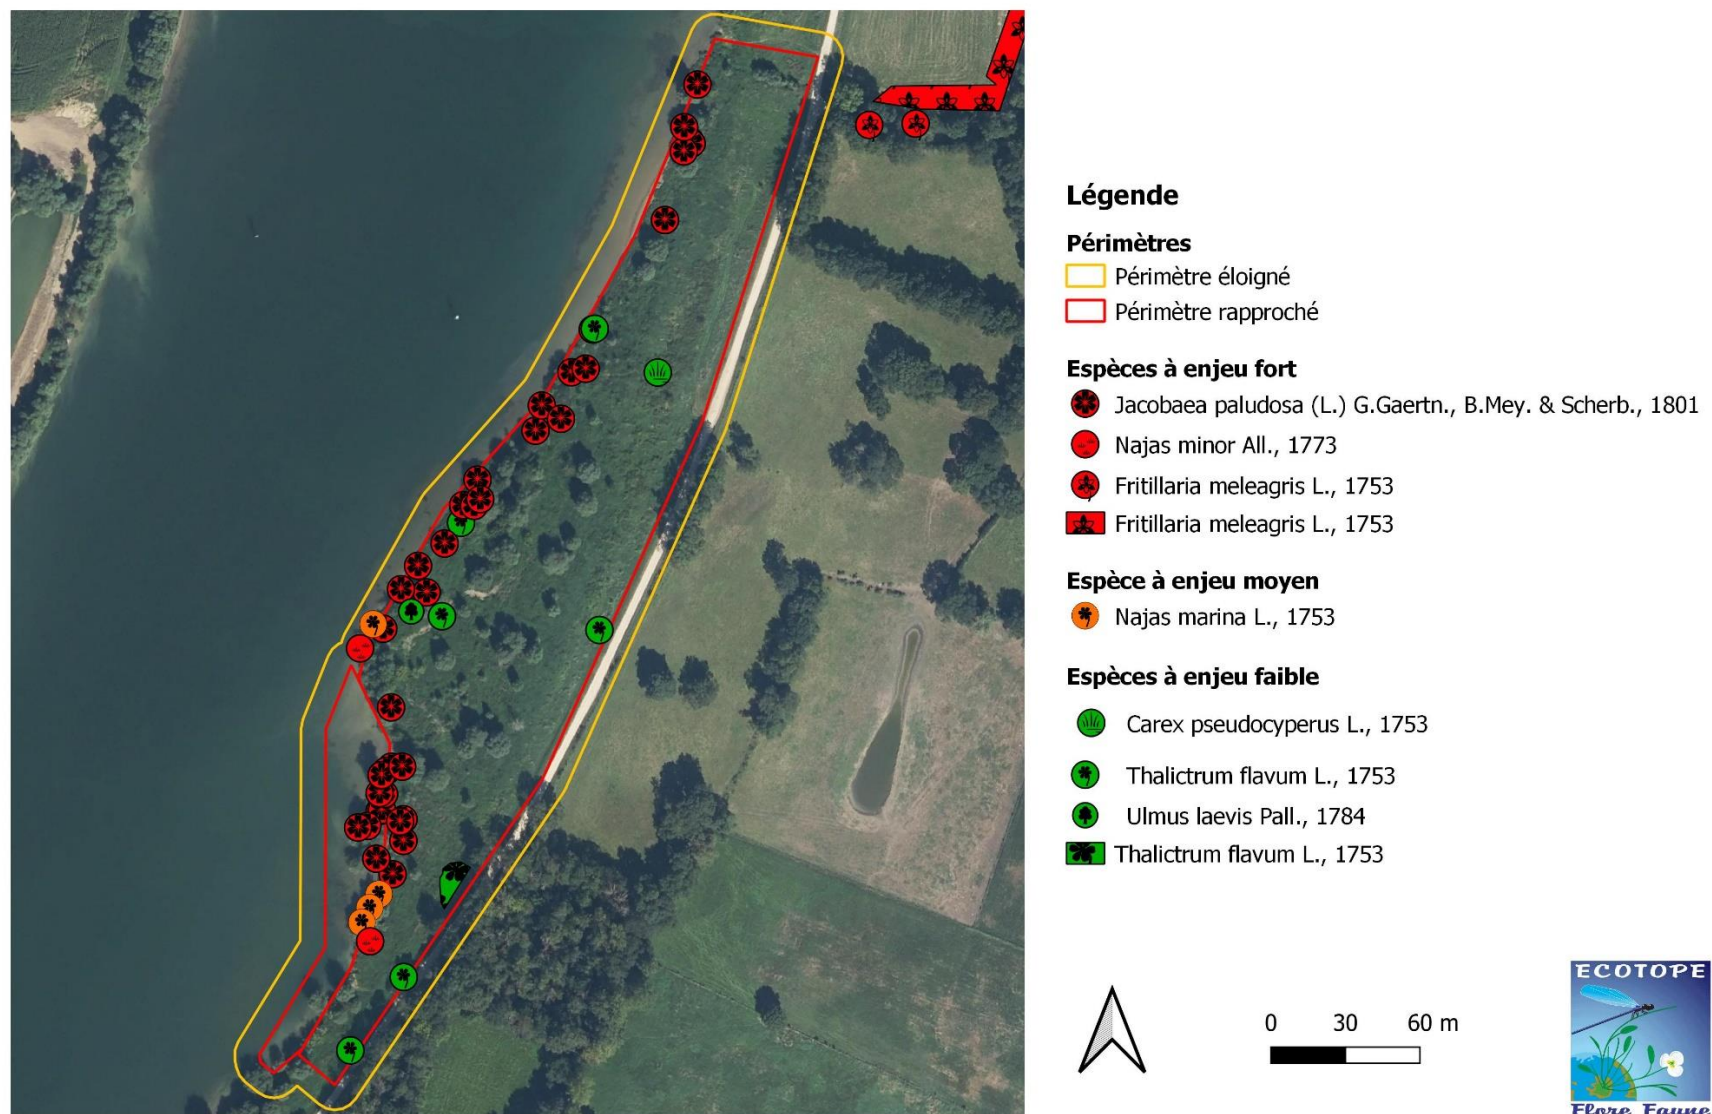 Légende
Périmètres
Périmètre éloigné
Périmètre rapproché
Espèces à enjeu fort
Jacobaea paludosa (L.) G.Gaertn., B.Mey. & Scherb., 1801
Najas minor All., 1773
Fritillaria meleagris L., 1753
Fritillaria meleagris L., 1753
Espèce à enjeu moyen
Najas marina L., 1753
Espèces à enjeu faible
Carex pseudocyperus L., 1753
Thalictrum flavum L., 1753
Ulmus laevis Pall., 1784
Thalictrum flavum L., 1753
0 30 60 m
ECOTOPE
Flore Faune